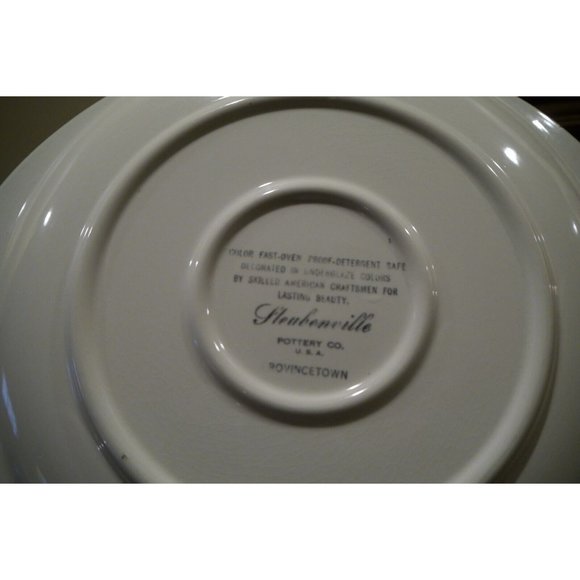 COLOR FAST-OVEN PROOF-DETERGENT SAFE
DECORATED IN UNDERGLAZE COLORS
BY SKILLED AMERICAN CRAFTSMEN FOR
LASTING BEAUTY.
Steubenville
POTTERY CO.
U.S.A.
ROVINCETOWN